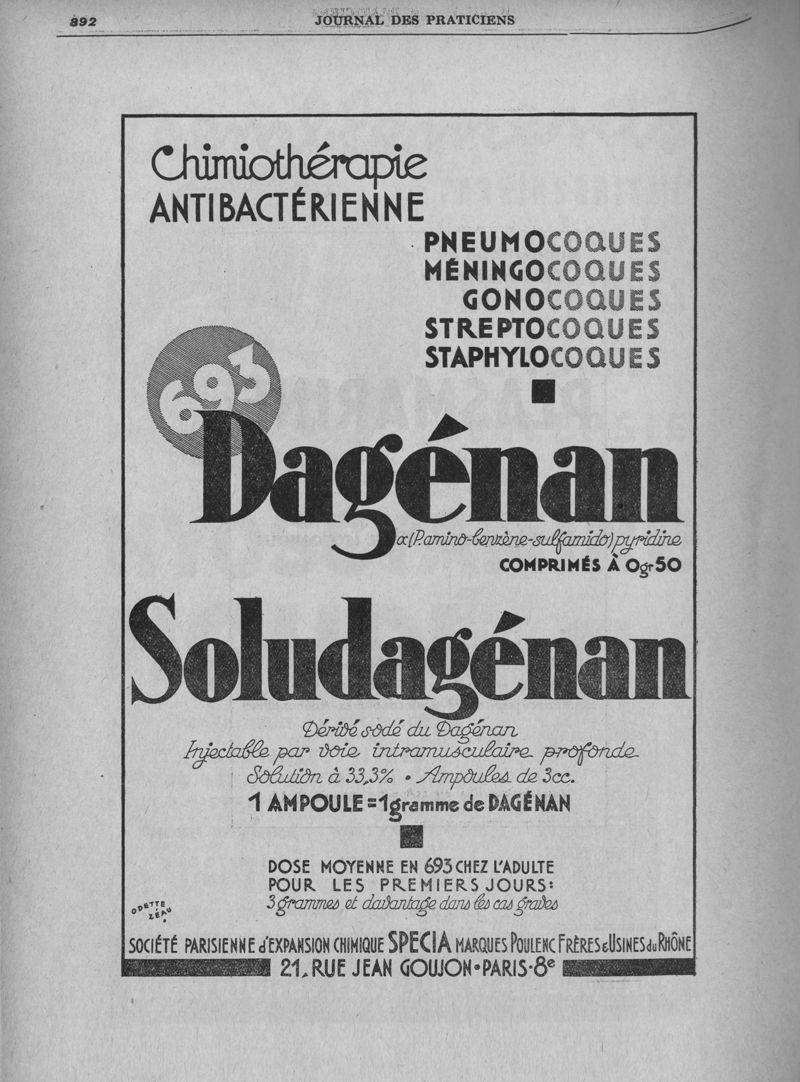 892
JOURNAL DES PRATICIENS
Chimiothérapie
ANTIBACTÉRIENNE
PNEUMOCOQUES
MÉNINGOCOQUES
GONOCOQUES
STREPTOCOQUES
STAPHYLOCOQUES
693
Dagénan
α(P.amino-benzène-sulfamido)pyridine
COMPRIMÉS À 0gr50
Soludagénan
Dérivé sodé du Dagénan
Injectable par voie intramusculaire profonde
Solution à 33,3% • Ampoules de 3cc.
1 AMPOULE = 1gramme de DAGÉNAN
DOSE MOYENNE EN 693 CHEZ L'ADULTE
POUR LES PREMIERS JOURS:
3 grammes et davantage dans les cas graves
ODETTE
ZÉAU
SOCIÉTÉ PARISIENNE d'EXPANSION CHIMIQUE SPECIA MARQUES POULENC FRÈRES & USINES du RHÔNE
21, RUE JEAN GOUJON • PARIS • 8e